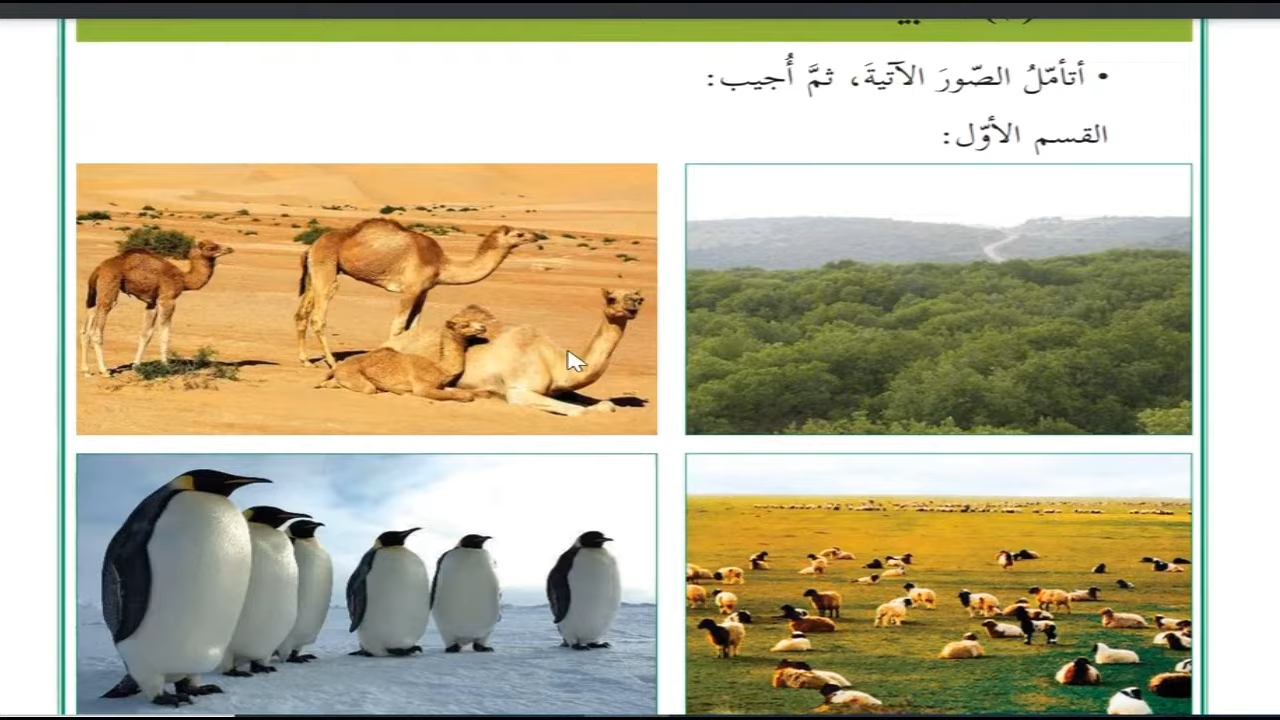 • أتأمّلُ الصّورَ الآتيةَ، ثمَّ أُجيب:
القسم الأوّل: